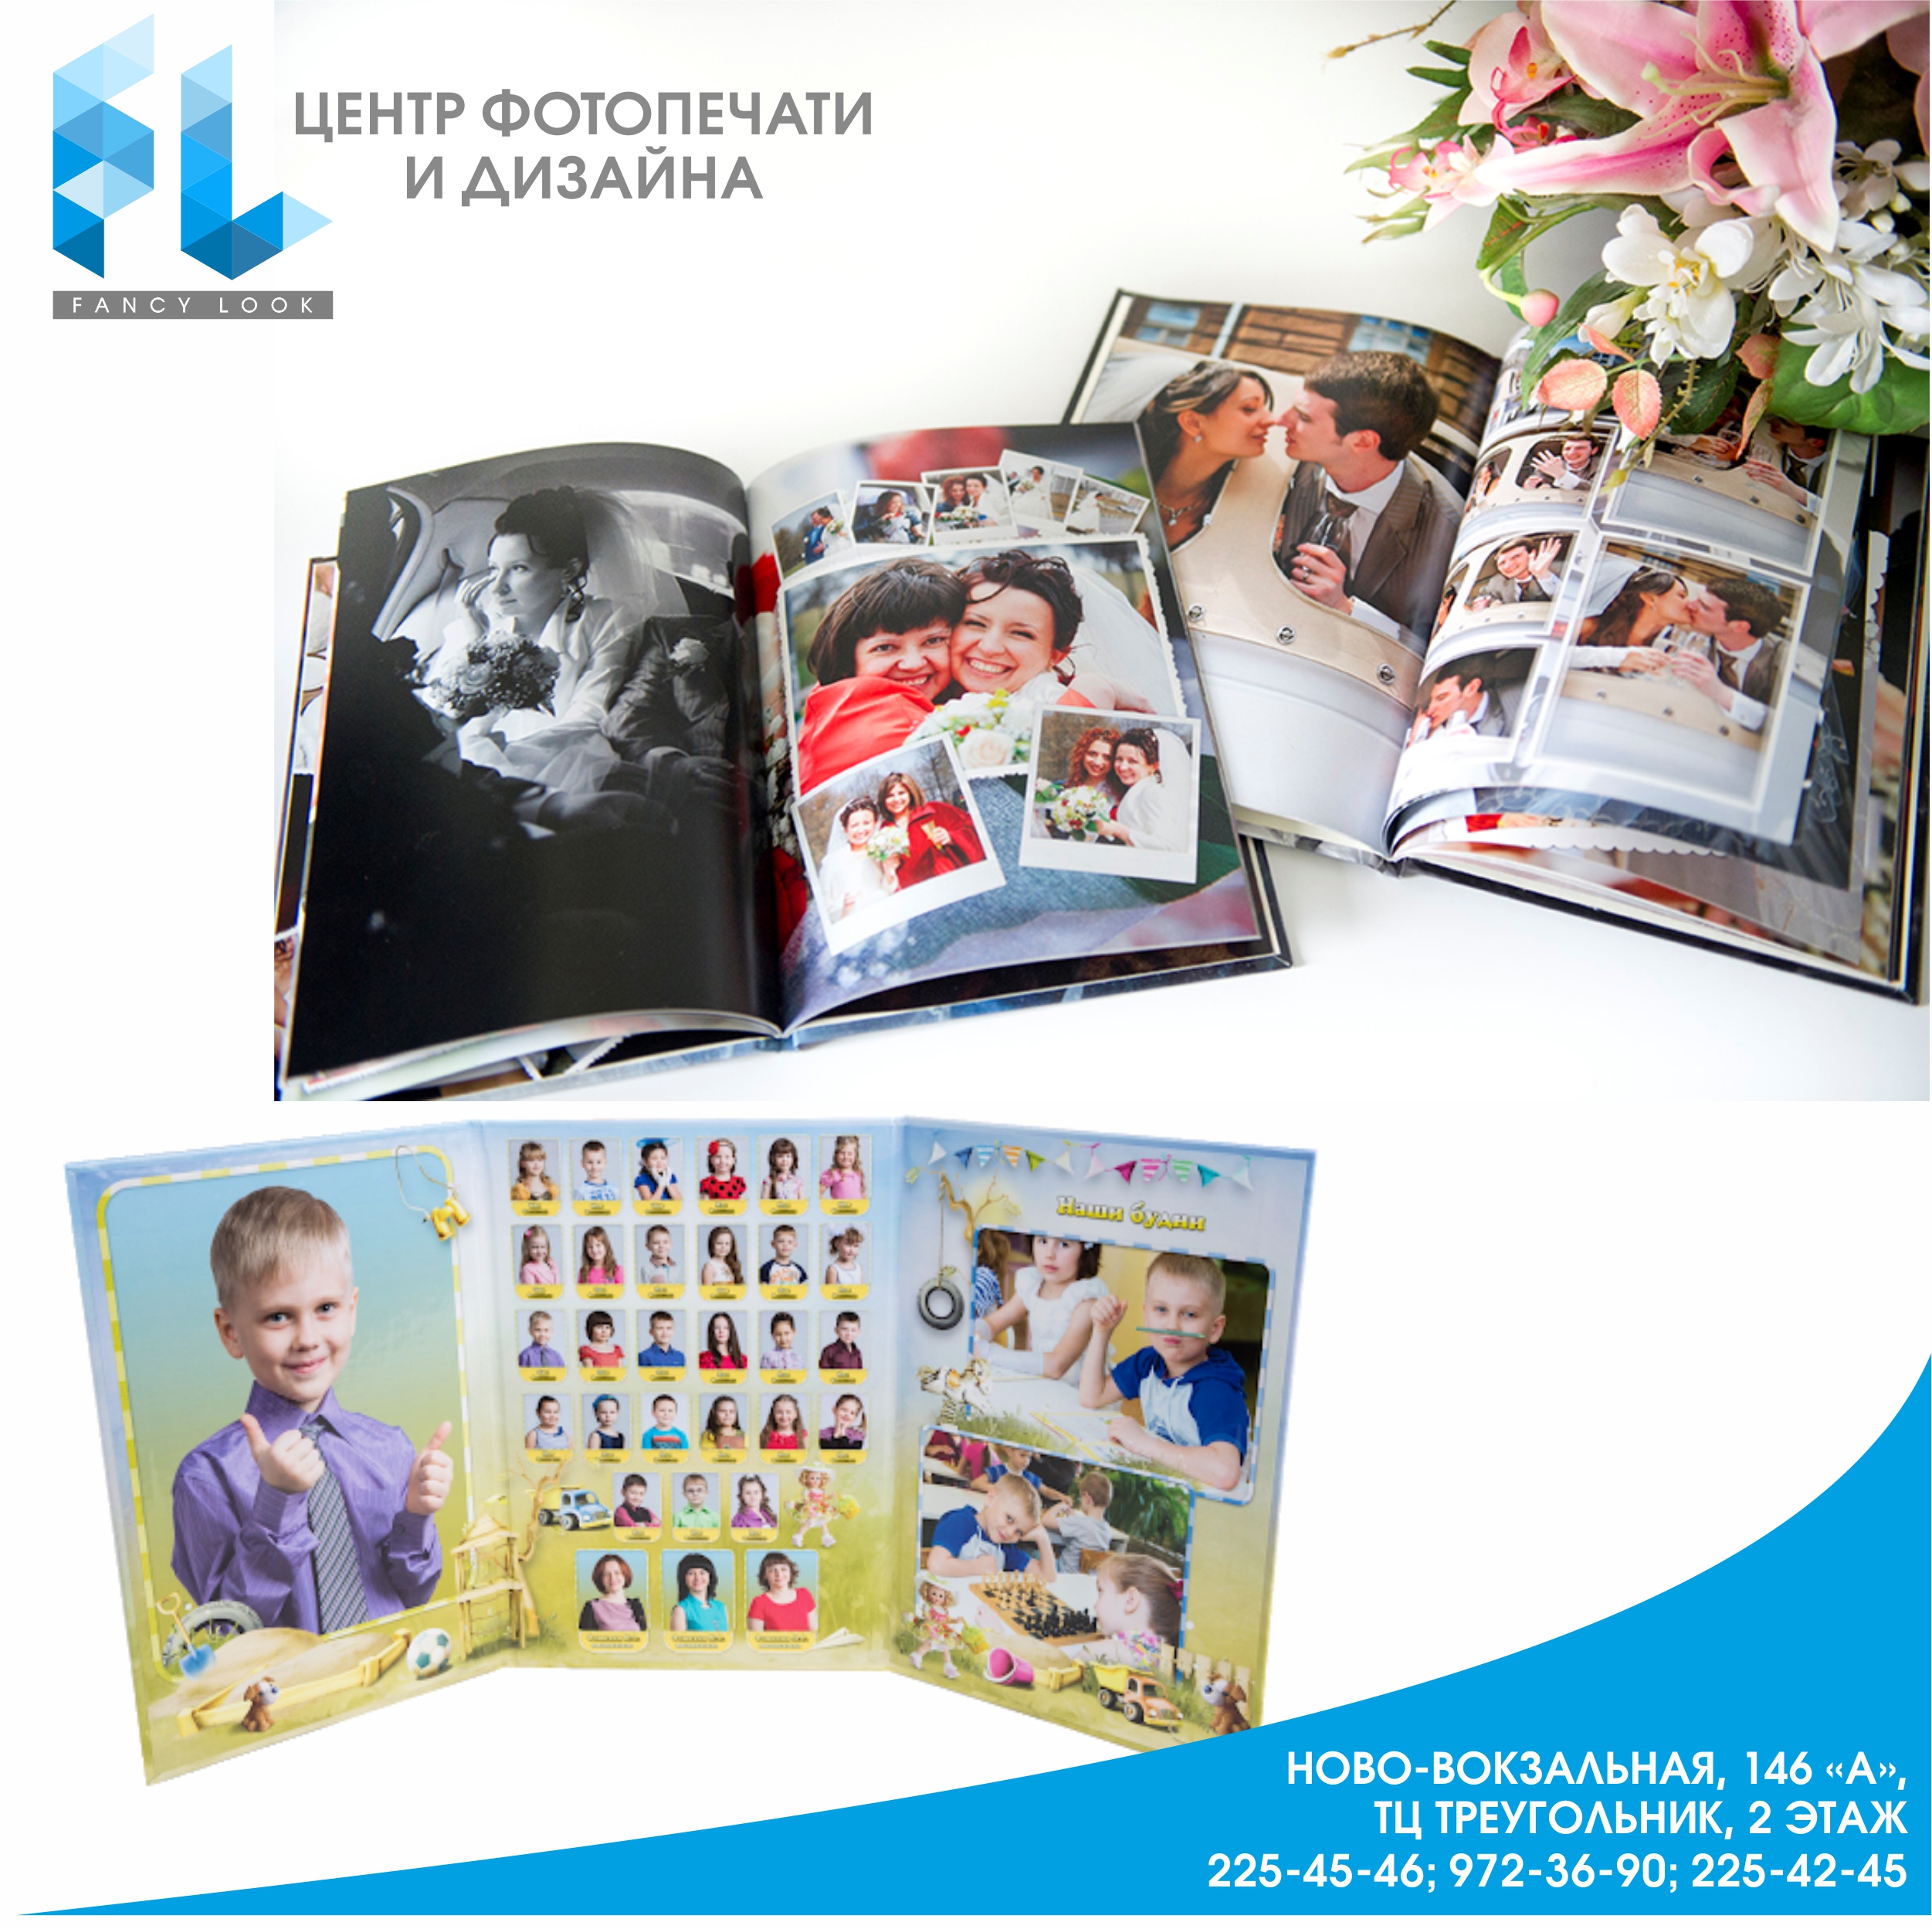 ЦЕНТР ФОТОПЕЧАТИ
И ДИЗАЙНА
FL
FANCY LOOK
Наши будни
НОВО-ВОКЗАЛЬНАЯ, 146 «А»,
ТЦ ТРЕУГОЛЬНИК, 2 ЭТАЖ
225-45-46; 972-36-90; 225-42-45